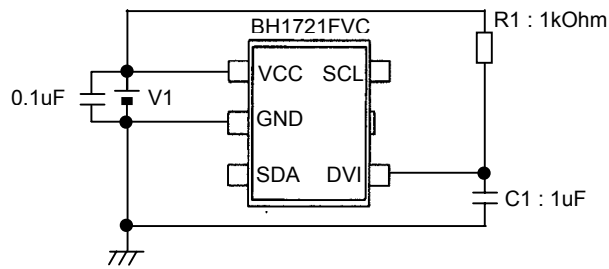 BH1721FVC
R1 : 1kOhm
VCC SCL
0.1uF
V1
GND
SDA DVI
C1 : 1uF